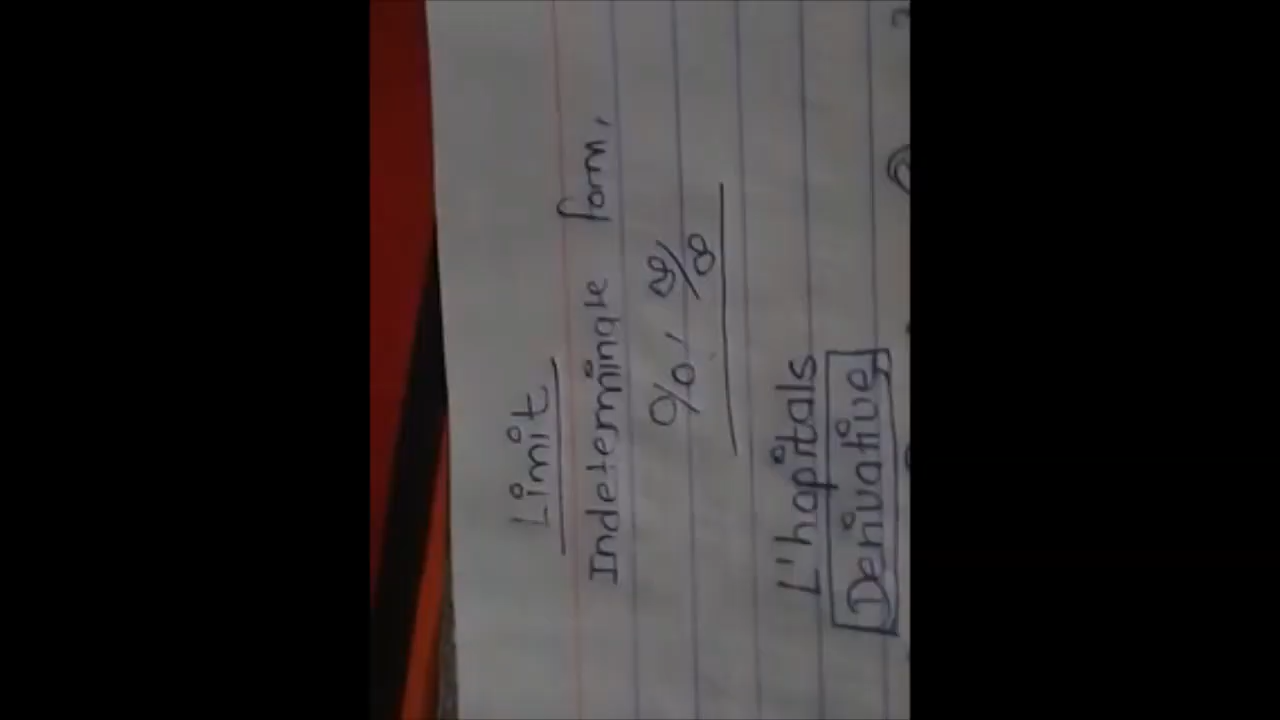 Limit
Indeterminate form,
0/0, ∞/∞
L'hopitals
Derivative